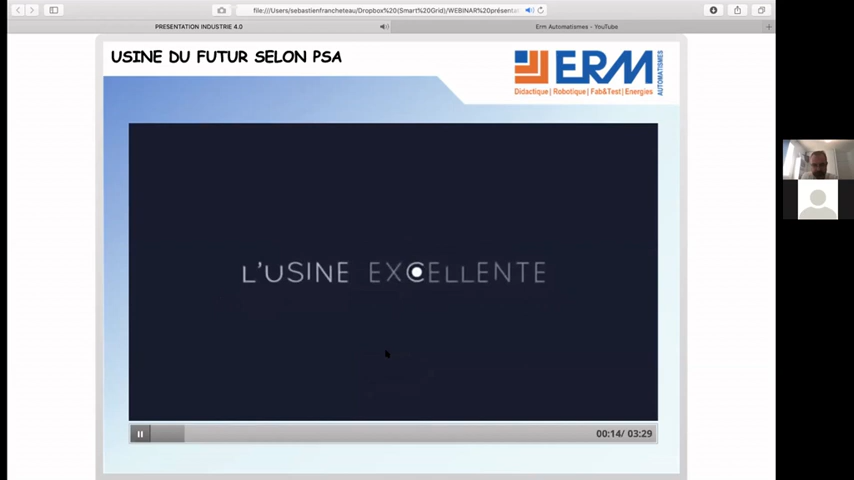 file:///Users/sebastienfrancheteau/Dropbox%20(Smart%20Grid)/WEBINAR%20présentat
PRESENTATION INDUSTRIE 4.0
Erm Automatismes - YouTube
USINE DU FUTUR SELON PSA
ERM
AUTOMATISMES
Didactique| Robotique| Fab&Test| Energies
L'USINE EXCELLENTE
00:14/ 03:29